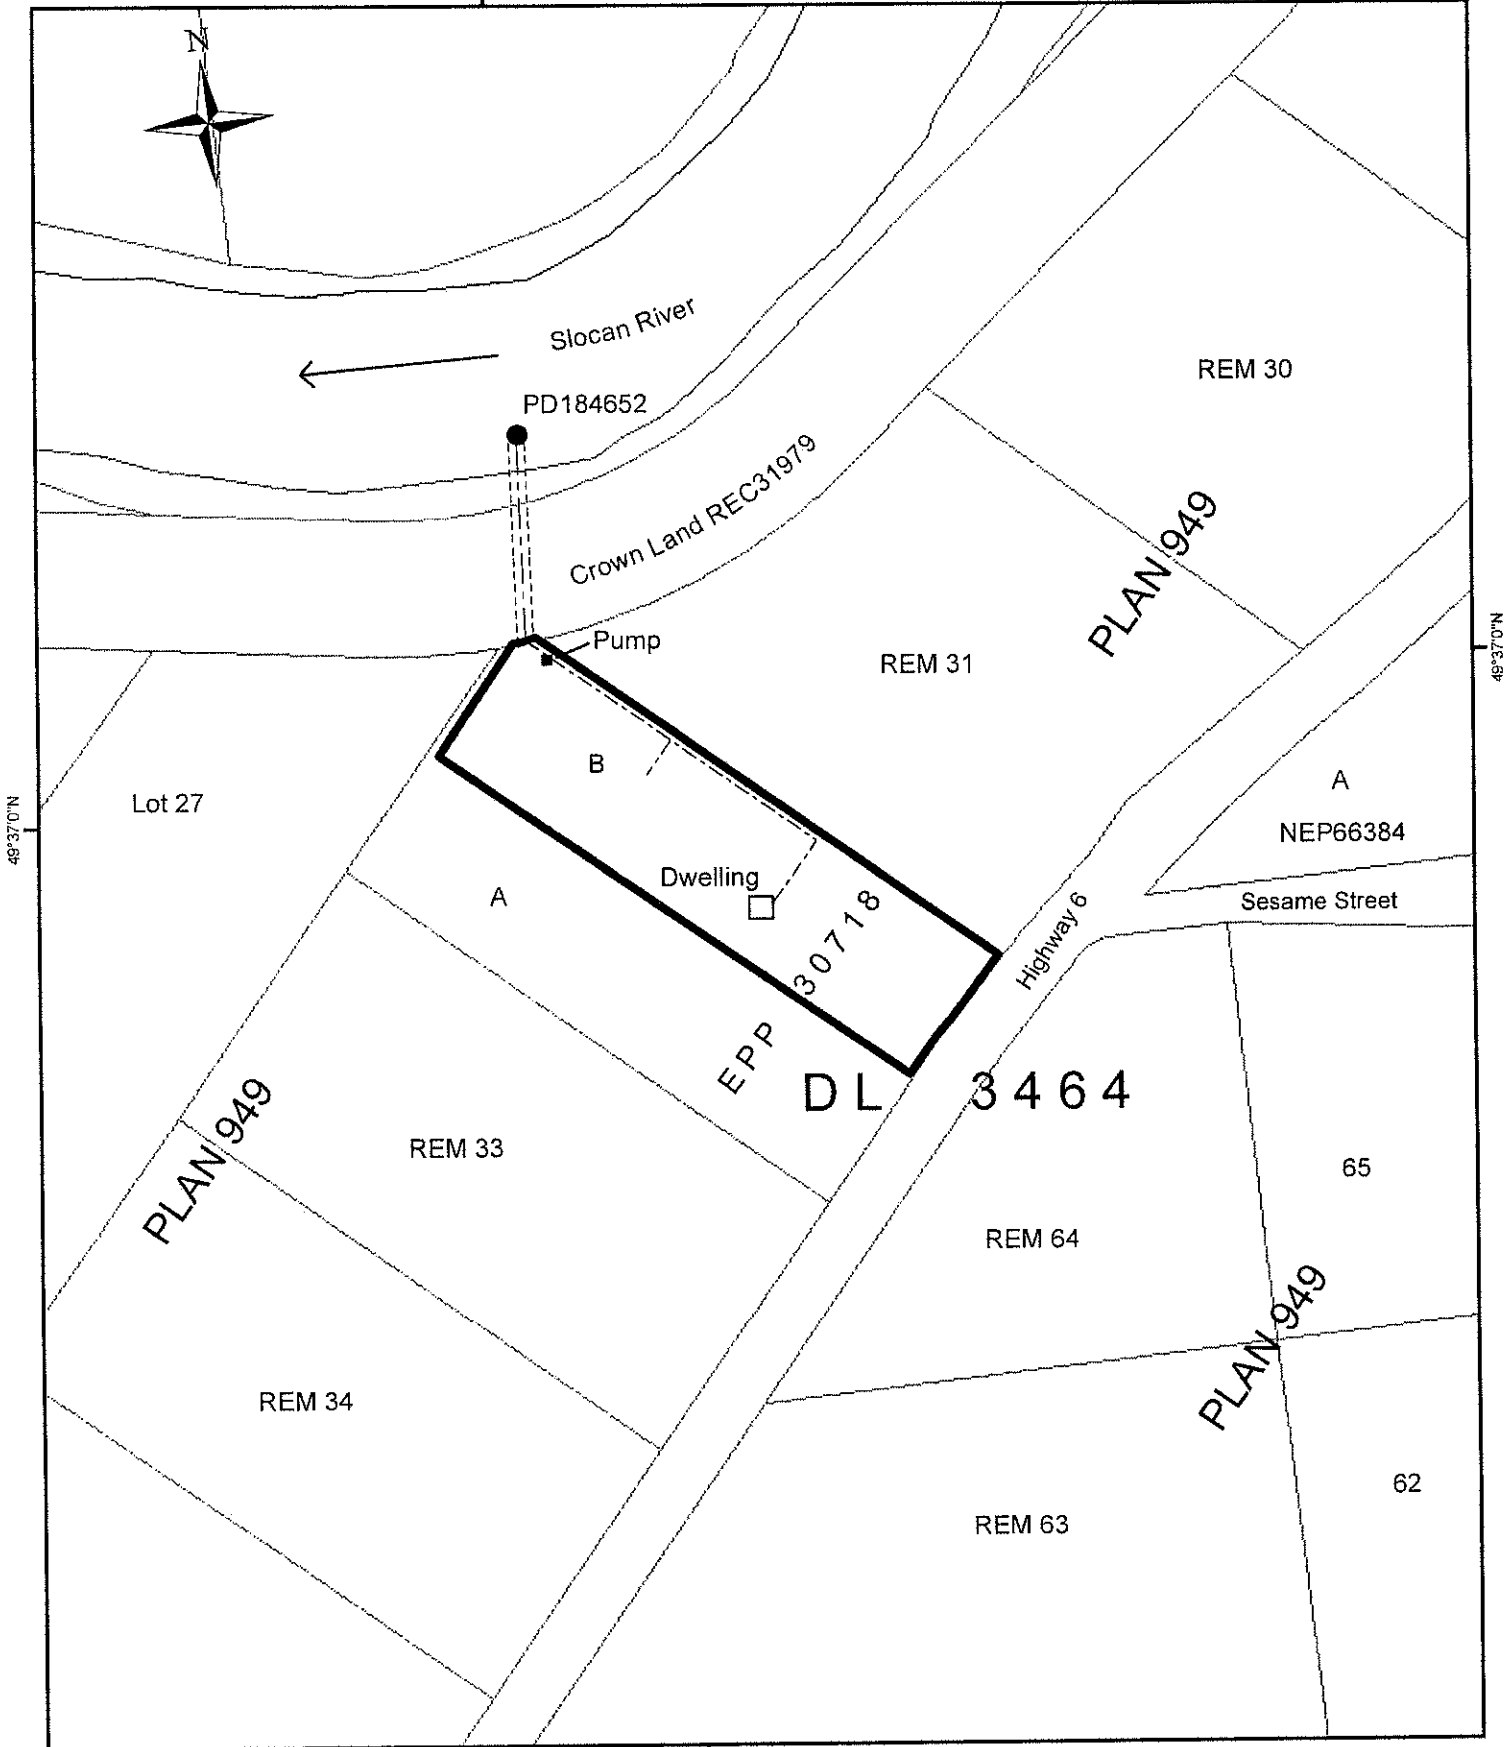 N
Slocan River
PD184652
REM 30
Crown Land REC31979
PLAN 949
Pump
REM 31
49°37'0"N
B
A
Lot 27
NEP66384
49°37'0"N
Dwelling
A
Sesame Street
Highway 6
EPP 30718
DL 3464
PLAN 949
REM 33
65
REM 64
PLAN 949
REM 34
62
REM 63